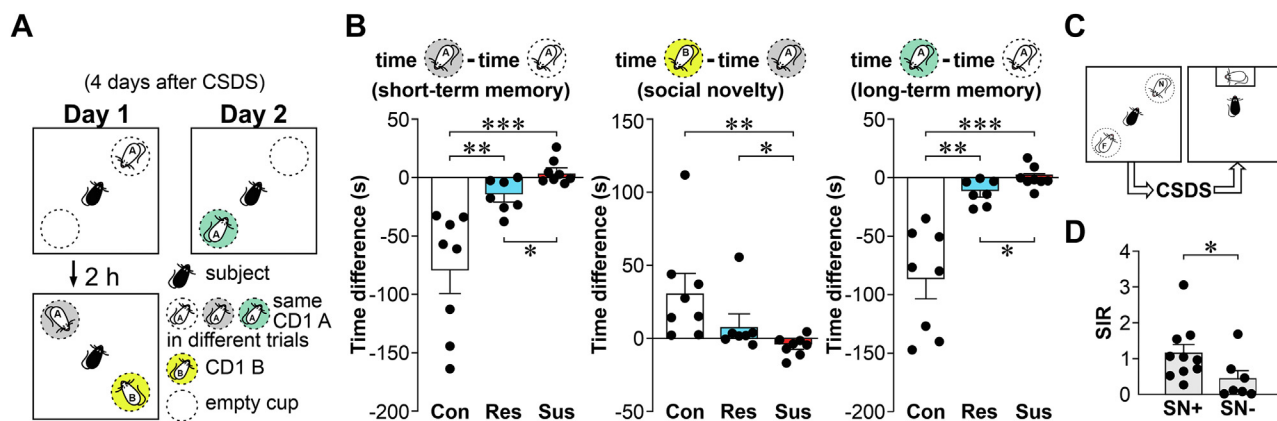 A
(4 days after CSDS)
Day 1 Day 2
A
A
2 h
A
B
subject
A A A same
CD1 A
in different trials
B CD1 B
empty cup
B
time A - time A
(short-term memory)
*** 
**
*
Time difference (s)
50
0
-50
-100
-150
-200
Con Res Sus
time B - time A
(social novelty)
**
*
Time difference (s)
150
100
50
0
-50
Con Res Sus
time A - time A
(long-term memory)
***
**
*
Time difference (s)
50
0
-50
-100
-150
-200
Con Res Sus
C
N
F
CSDS
D
*
SIR
4
3
2
1
0
SN+ SN-